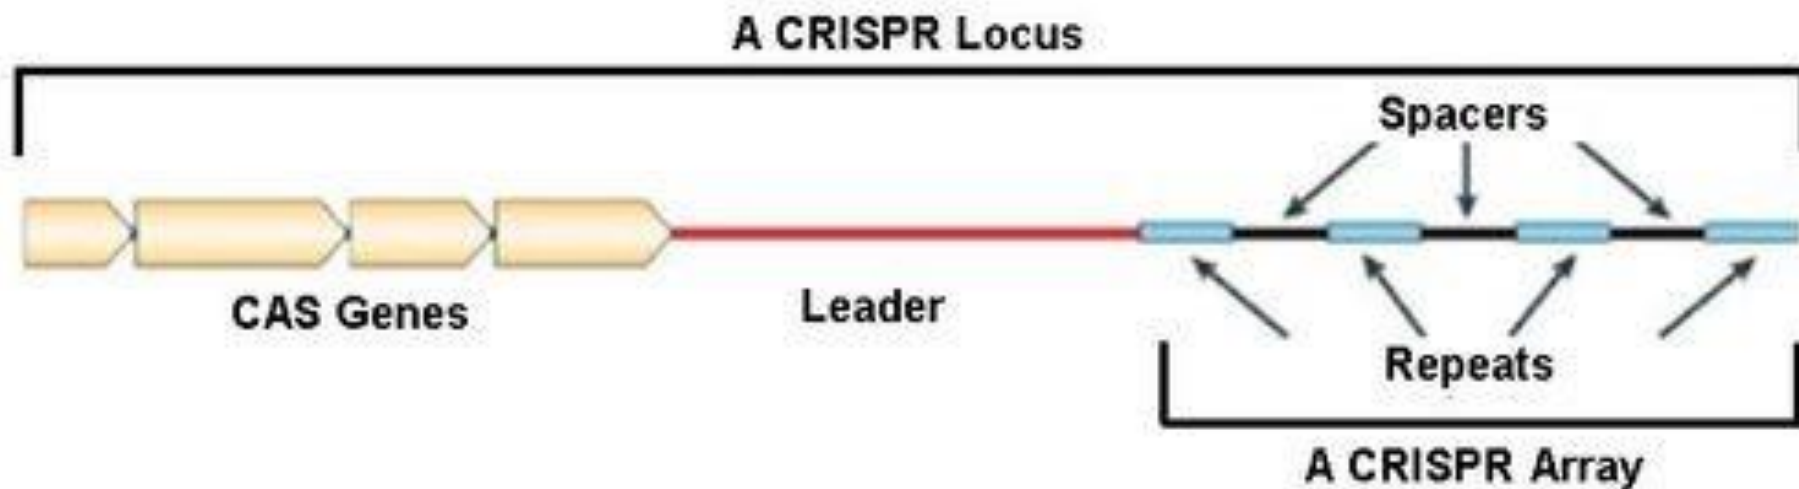 A CRISPR Locus
Spacers
CAS Genes
Leader
Repeats
A CRISPR Array